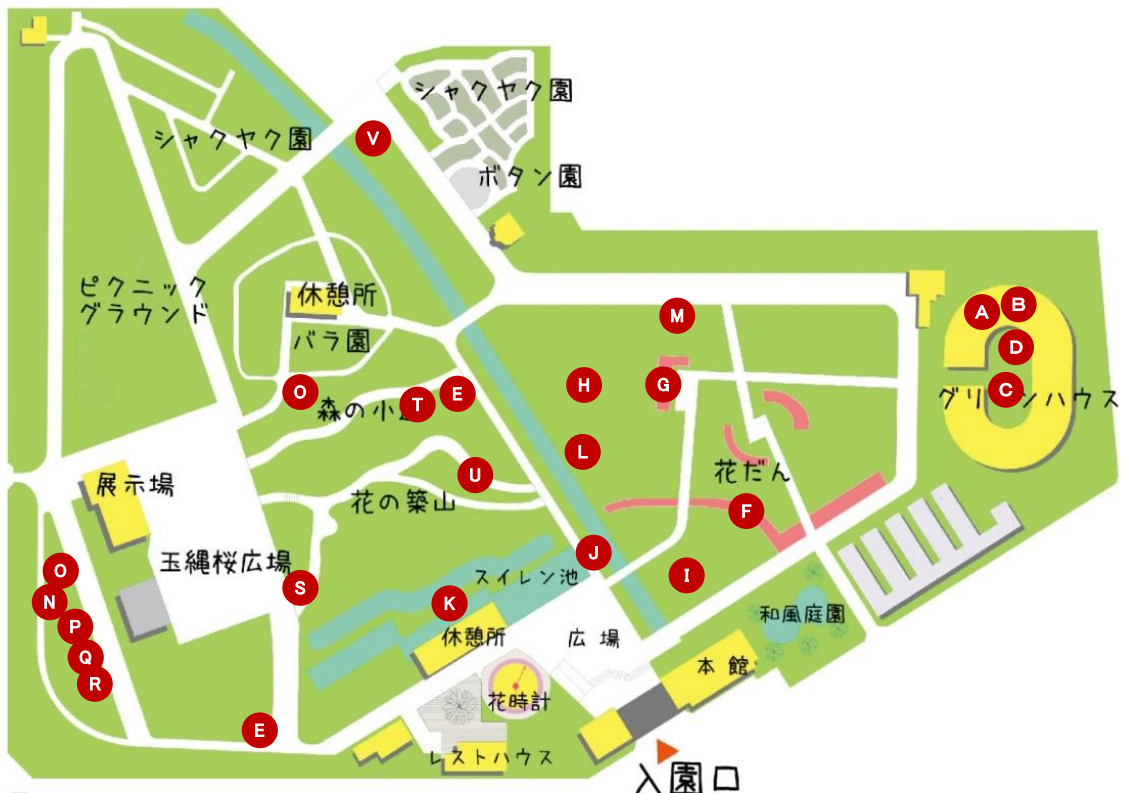 シャクヤク園
シャクヤク園
V
ボタン園
ピクニック
グラウンド
休憩所
バラ園
M
A
B
D
C
グリーンハウス
O
森の小
T
E
H
G
L
U
花だん
花の築山
F
展示場
玉縄桜広場
S
J
スイレン池
I
K
O
N
P
Q
R
休憩所
広場
和風庭園
本館
花時計
E
レストハウス
入園口